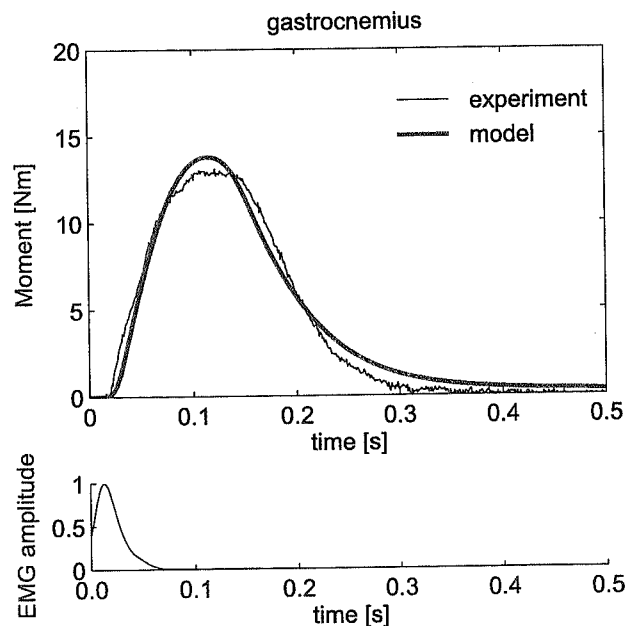 gastrocnemius
20
15
10
5
0
Moment [Nm]
experiment
model
0 0.1 0.2 0.3 0.4 0.5
time [s]
1
0.5
0
EMG amplitude
0.0 0.1 0.2 0.3 0.4 0.5
time [s]